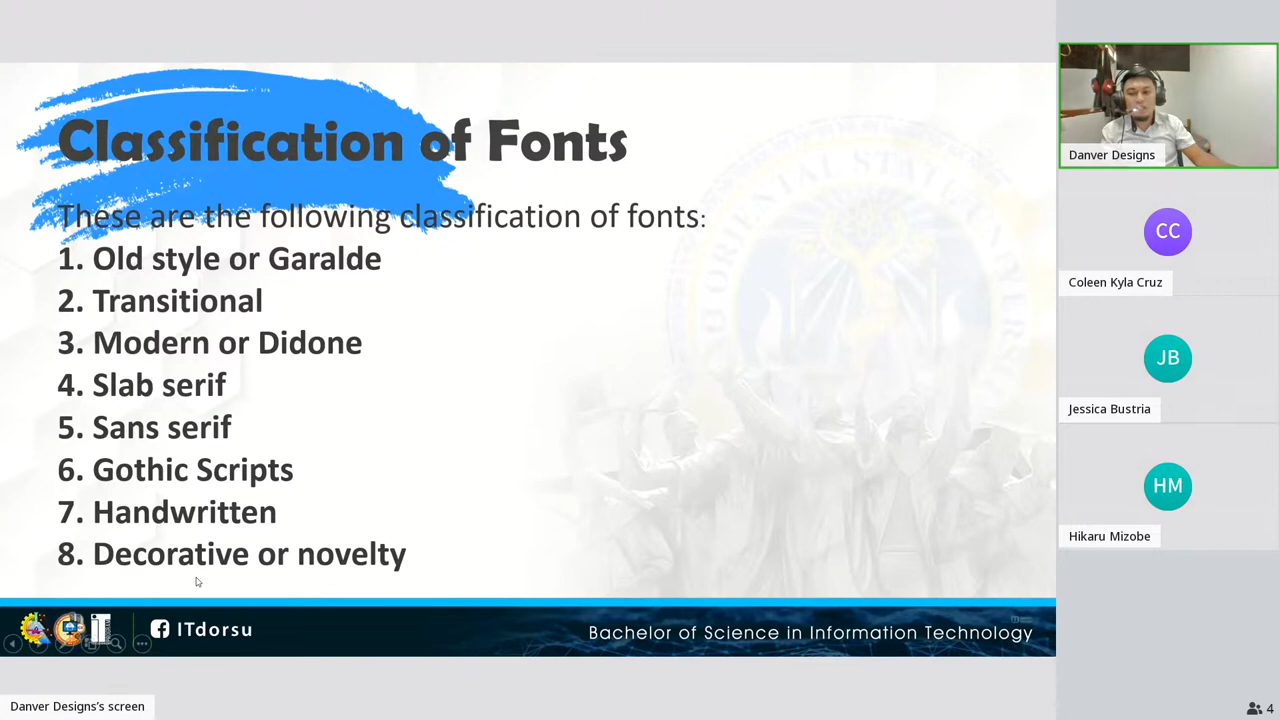 Classification of Fonts
These are the following classification of fonts:
1. Old style or Garalde
2. Transitional
3. Modern or Didone
4. Slab serif
5. Sans serif
6. Gothic Scripts
7. Handwritten
8. Decorative or novelty
ITdorsu
Bachelor of Science in Information Technology
Danver Designs's screen
Danver Designs
CC
Coleen Kyla Cruz
JB
Jessica Bustria
HM
Hikaru Mizobe
4